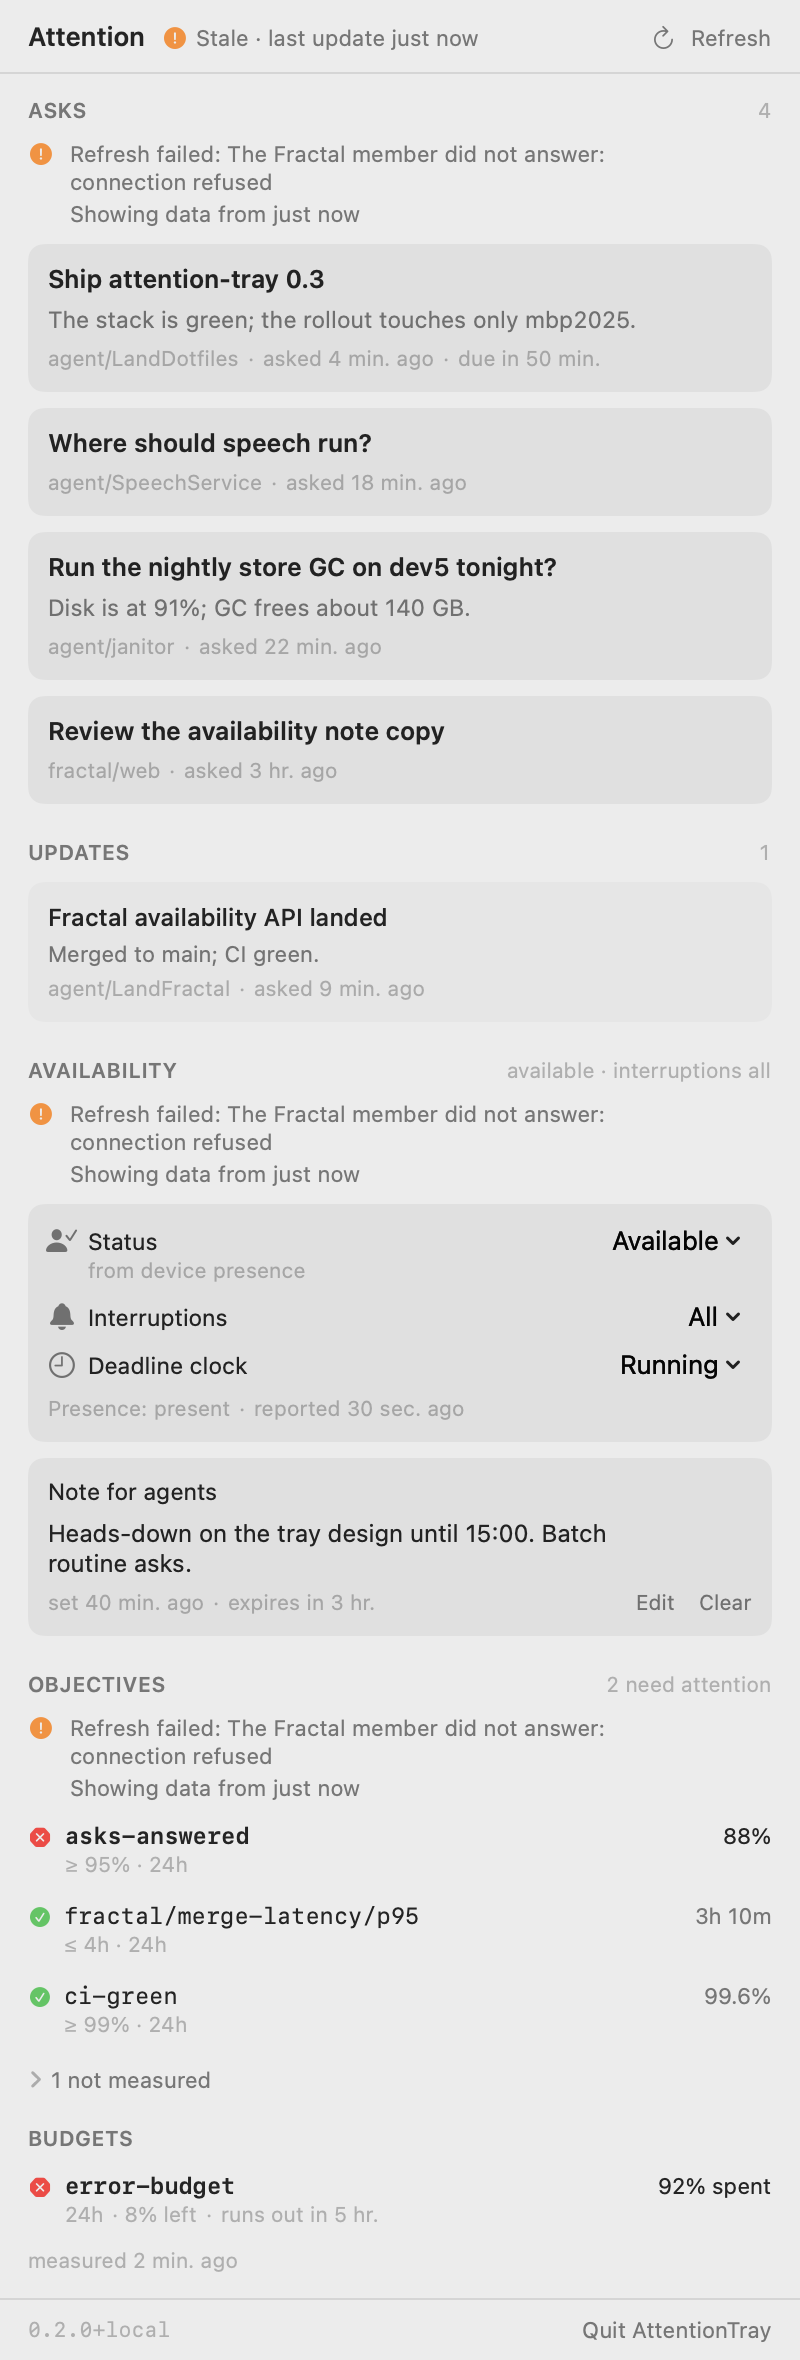 Attention
Stale · last update just now
Refresh
ASKS
4
Refresh failed: The Fractal member did not answer:
connection refused
Showing data from just now
Ship attention-tray 0.3
The stack is green; the rollout touches only mbp2025.
agent/LandDotfiles · asked 4 min. ago · due in 50 min.
Where should speech run?
agent/SpeechService · asked 18 min. ago
Run the nightly store GC on dev5 tonight?
Disk is at 91%; GC frees about 140 GB.
agent/janitor · asked 22 min. ago
Review the availability note copy
fractal/web · asked 3 hr. ago
UPDATES
1
Fractal availability API landed
Merged to main; CI green.
agent/LandFractal · asked 9 min. ago
AVAILABILITY
available · interruptions all
Refresh failed: The Fractal member did not answer:
connection refused
Showing data from just now
Status
Available
from device presence
Interruptions
All
Deadline clock
Running
Presence: present · reported 30 sec. ago
Note for agents
Heads-down on the tray design until 15:00. Batch
routine asks.
set 40 min. ago · expires in 3 hr.
Edit
Clear
OBJECTIVES
2 need attention
Refresh failed: The Fractal member did not answer:
connection refused
Showing data from just now
asks-answered
88%
≥ 95% · 24h
fractal/merge-latency/p95
3h 10m
≤ 4h · 24h
ci-green
99.6%
≥ 99% · 24h
1 not measured
BUDGETS
error-budget
92% spent
24h · 8% left · runs out in 5 hr.
measured 2 min. ago
0.2.0+local
Quit AttentionTray